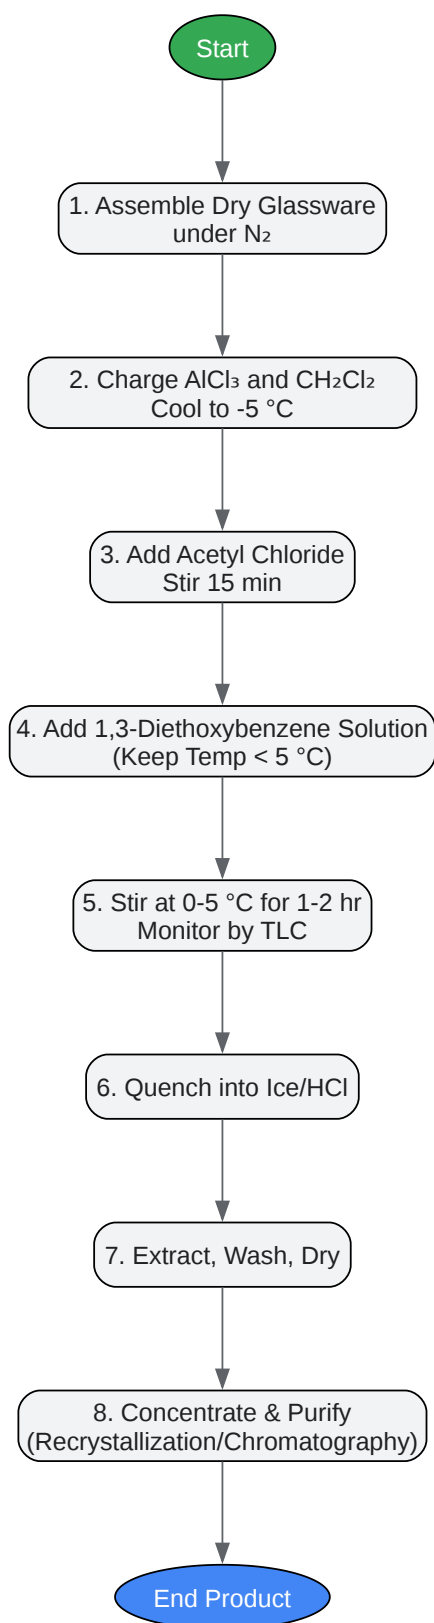 Start
1. Assemble Dry Glassware
under N₂
2. Charge AlCl₃ and CH₂Cl₂
Cool to -5 °C
3. Add Acetyl Chloride
Stir 15 min
4. Add 1,3-Diethoxybenzene Solution
(Keep Temp < 5 °C)
5. Stir at 0-5 °C for 1-2 hr
Monitor by TLC
6. Quench into Ice/HCl
7. Extract, Wash, Dry
8. Concentrate & Purify
(Recrystallization/Chromatography)
End Product